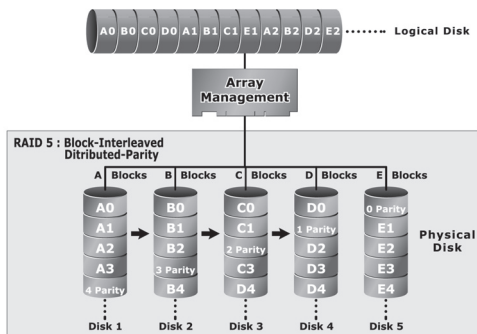 A0 B0 C0 D0 A1 B1 C1 E1 A2 B2 D2 E2 Logical Disk
Array
Management
RAID 5 : Block-Interleaved
Ditributed-Parity
A Blocks B Blocks C Blocks D Blocks E Blocks
A0 B0 C0 D0 0 Parity
A1 B1 C1 1 Parity E1
A2 B2 2 Parity D2 E2
A3 3 Parity C3 D3 E3
4 Parity B4 D4 D4 E4
Physical
Disk
Disk 1 Disk 2 Disk 3 Disk 4 Disk 5